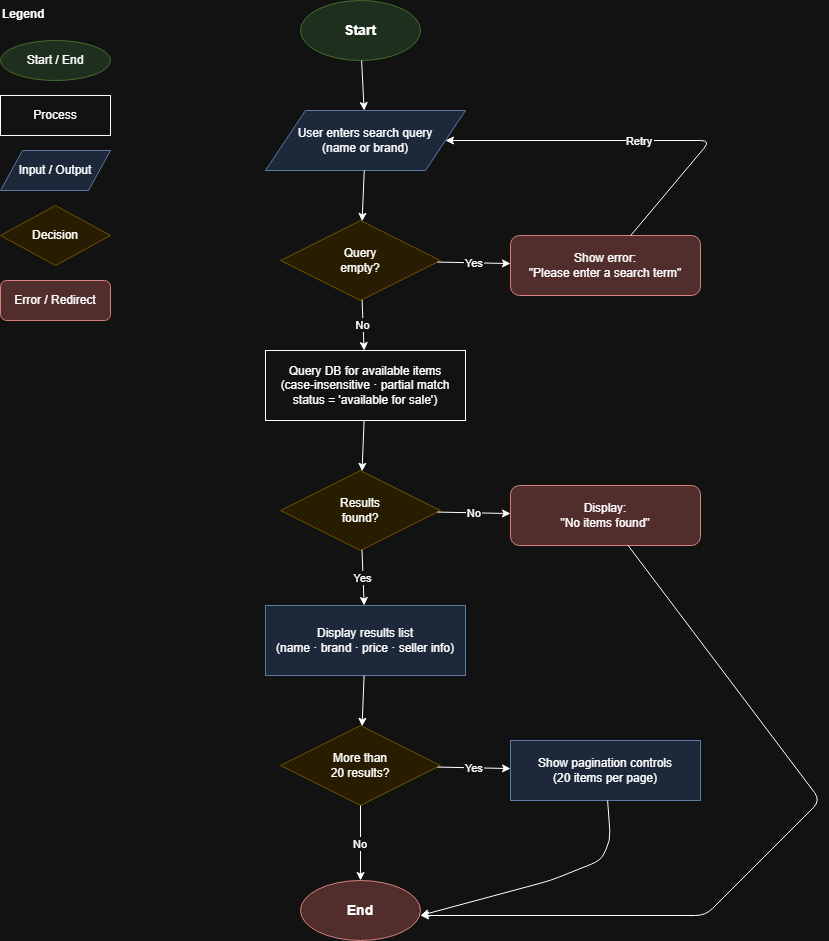 Legend
Start / End
Process
Input / Output
Decision
Error / Redirect
Start
User enters search query
(name or brand)
Retry
Query
empty?
Yes
Show error:
"Please enter a search term"
No
Query DB for available items
(case-insensitive · partial match
status = 'available for sale')
Results
found?
No
Display:
"No items found"
Yes
Display results list
(name · brand · price · seller info)
More than
20 results?
Yes
Show pagination controls
(20 items per page)
No
End